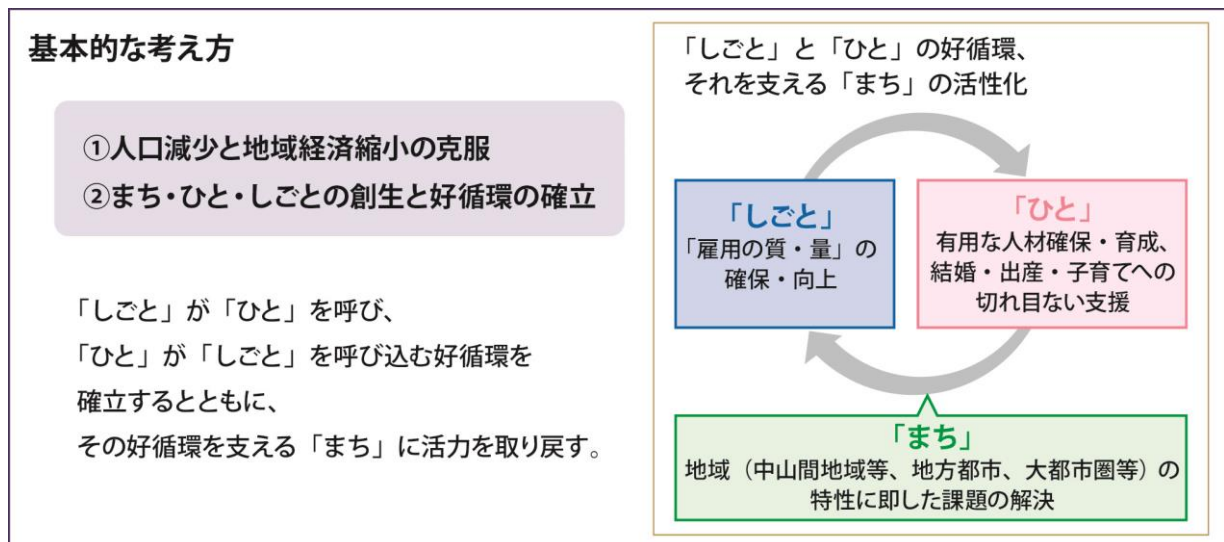 基本的な考え方
①人口減少と地域経済縮小の克服
②まち・ひと・しごとの創生と好循環の確立
「しごと」が「ひと」を呼び、
「ひと」が「しごと」を呼び込む好循環を
確立するとともに、
その好循環を支える「まち」に活力を取り戻す。
「しごと」と「ひと」の好循環、
それを支える「まち」の活性化
「しごと」
「雇用の質・量」の
確保・向上
「ひと」
有用な人材確保・育成、
結婚・出産・子育てへの
切れ目ない支援
「まち」
地域（中山間地域等、地方都市、大都市圏等）の
特性に即した課題の解決